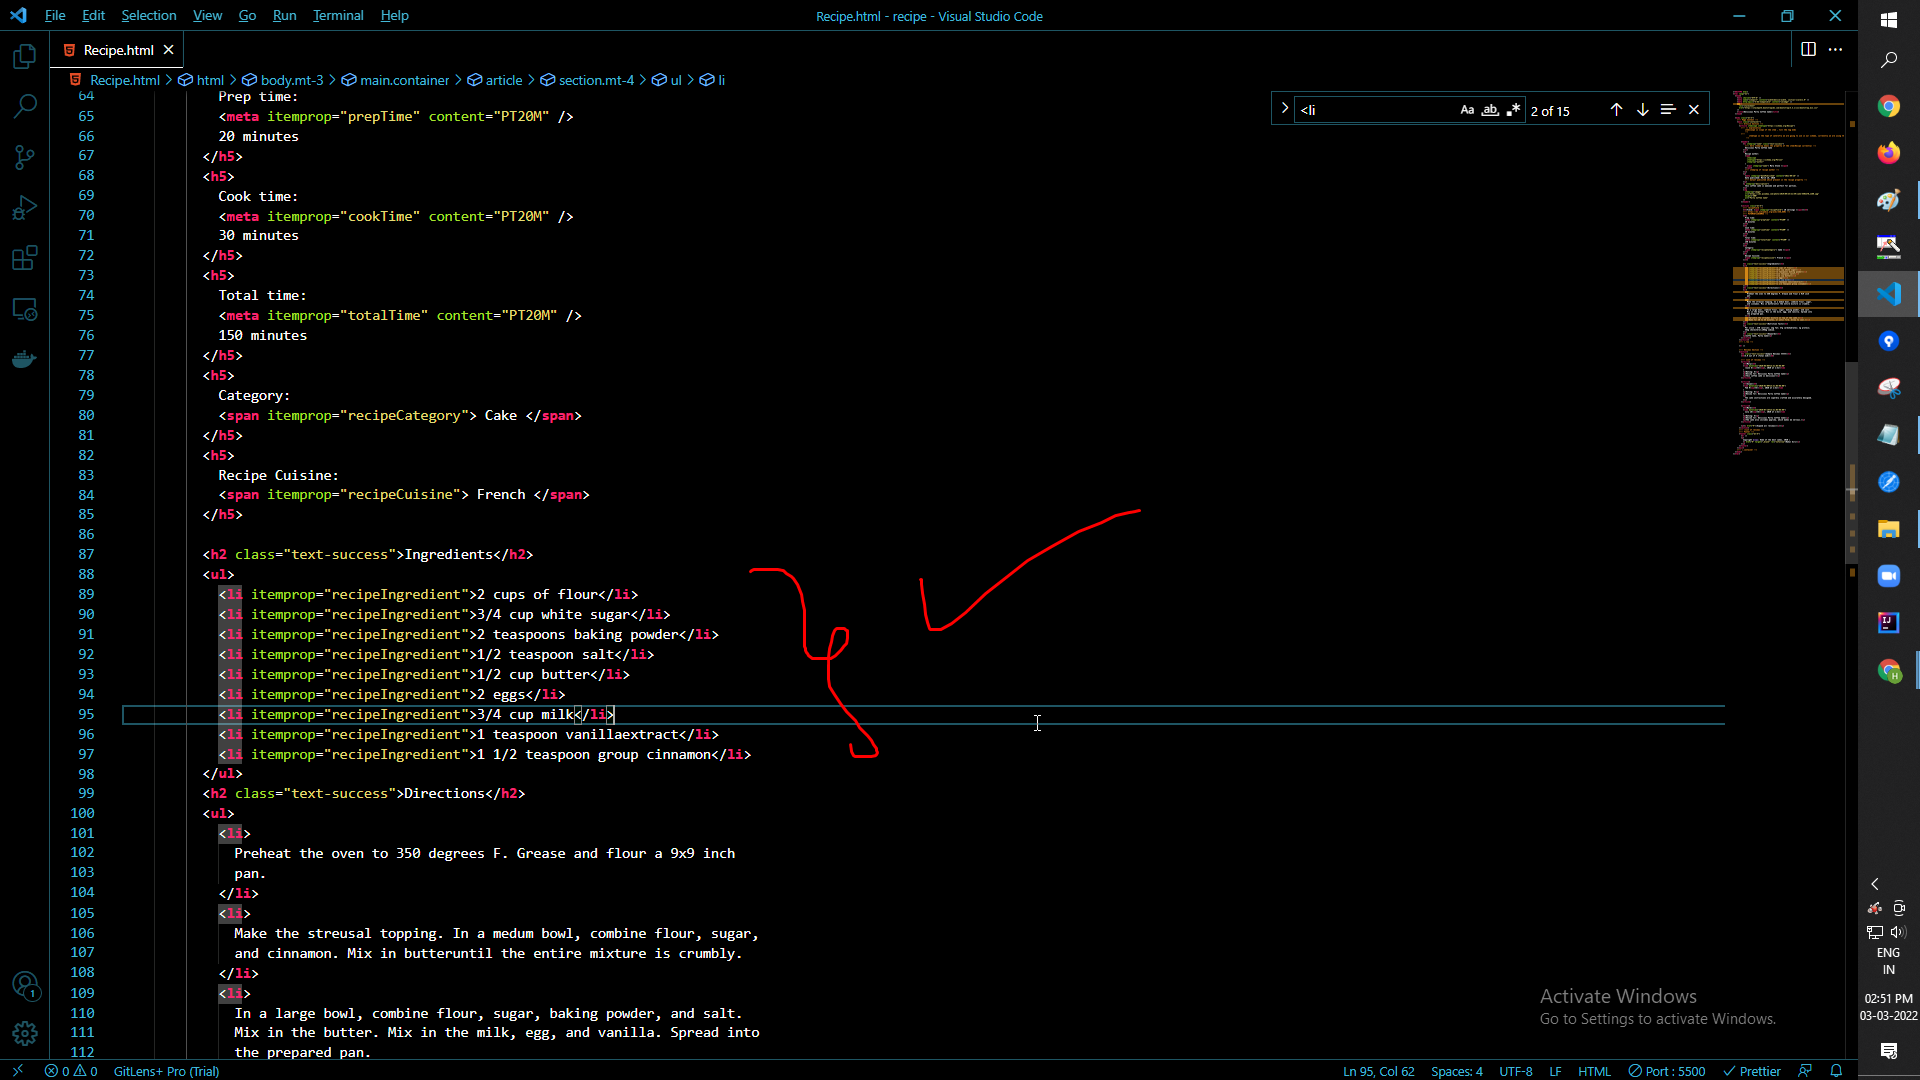 File Edit Selection View Go Run Terminal Help
Recipe.html - recipe - Visual Studio Code
Recipe.html
Recipe.html > html > body.mt-3 > main.container > article > section.mt-4 > ul > li
<li Aa ab 2 of 15
64 Prep time:
65 <meta itemprop="prepTime" content="PT20M" />
66 20 minutes
67 </h5>
68 <h5>
69 Cook time:
70 <meta itemprop="cookTime" content="PT20M" />
71 30 minutes
72 </h5>
73 <h5>
74 Total time:
75 <meta itemprop="totalTime" content="PT20M" />
76 150 minutes
77 </h5>
78 <h5>
79 Category:
80 <span itemprop="recipeCategory"> Cake </span>
81 </h5>
82 <h5>
83 Recipe Cuisine:
84 <span itemprop="recipeCuisine"> French </span>
85 </h5>
86
87 <h2 class="text-success">Ingredients</h2>
88 <ul>
89 <li itemprop="recipeIngredient">2 cups of flour</li>
90 <li itemprop="recipeIngredient">3/4 cup white sugar</li>
91 <li itemprop="recipeIngredient">2 teaspoons baking powder</li>
92 <li itemprop="recipeIngredient">1/2 teaspoon salt</li>
93 <li itemprop="recipeIngredient">1/2 cup butter</li>
94 <li itemprop="recipeIngredient">2 eggs</li>
95 <li itemprop="recipeIngredient">3/4 cup milk</li>
96 <li itemprop="recipeIngredient">1 teaspoon vanillaextract</li>
97 <li itemprop="recipeIngredient">1 1/2 teaspoon group cinnamon</li>
98 </ul>
99 <h2 class="text-success">Directions</h2>
100 <ul>
101 <li>
102 Preheat the oven to 350 degrees F. Grease and flour a 9x9 inch
103 pan.
104 </li>
105 <li>
106 Make the streusal topping. In a medum bowl, combine flour, sugar,
107 and cinnamon. Mix in butteruntil the entire mixture is crumbly.
108 </li>
109 <li>
110 In a large bowl, combine flour, sugar, baking powder, and salt.
111 Mix in the butter. Mix in the milk, egg, and vanilla. Spread into
112 the prepared pan.
1
Activate Windows
Go to Settings to activate Windows.
0 0 GitLens+ Pro (Trial)
Ln 95, Col 62 Spaces: 4 UTF-8 LF HTML Port : 5500 Prettier
ENG
IN
02:51 PM
03-03-2022